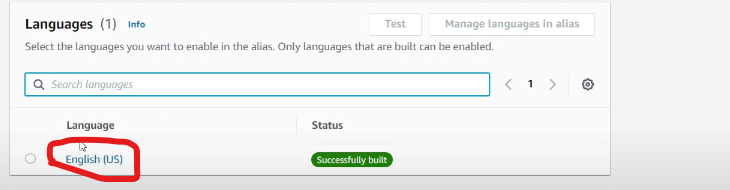 Languages (1) Info
Test
Manage languages in alias
Select the languages you want to enable in the alias. Only languages that are built can be enabled.
Search languages
1
Language Status
English (US) Successfully built